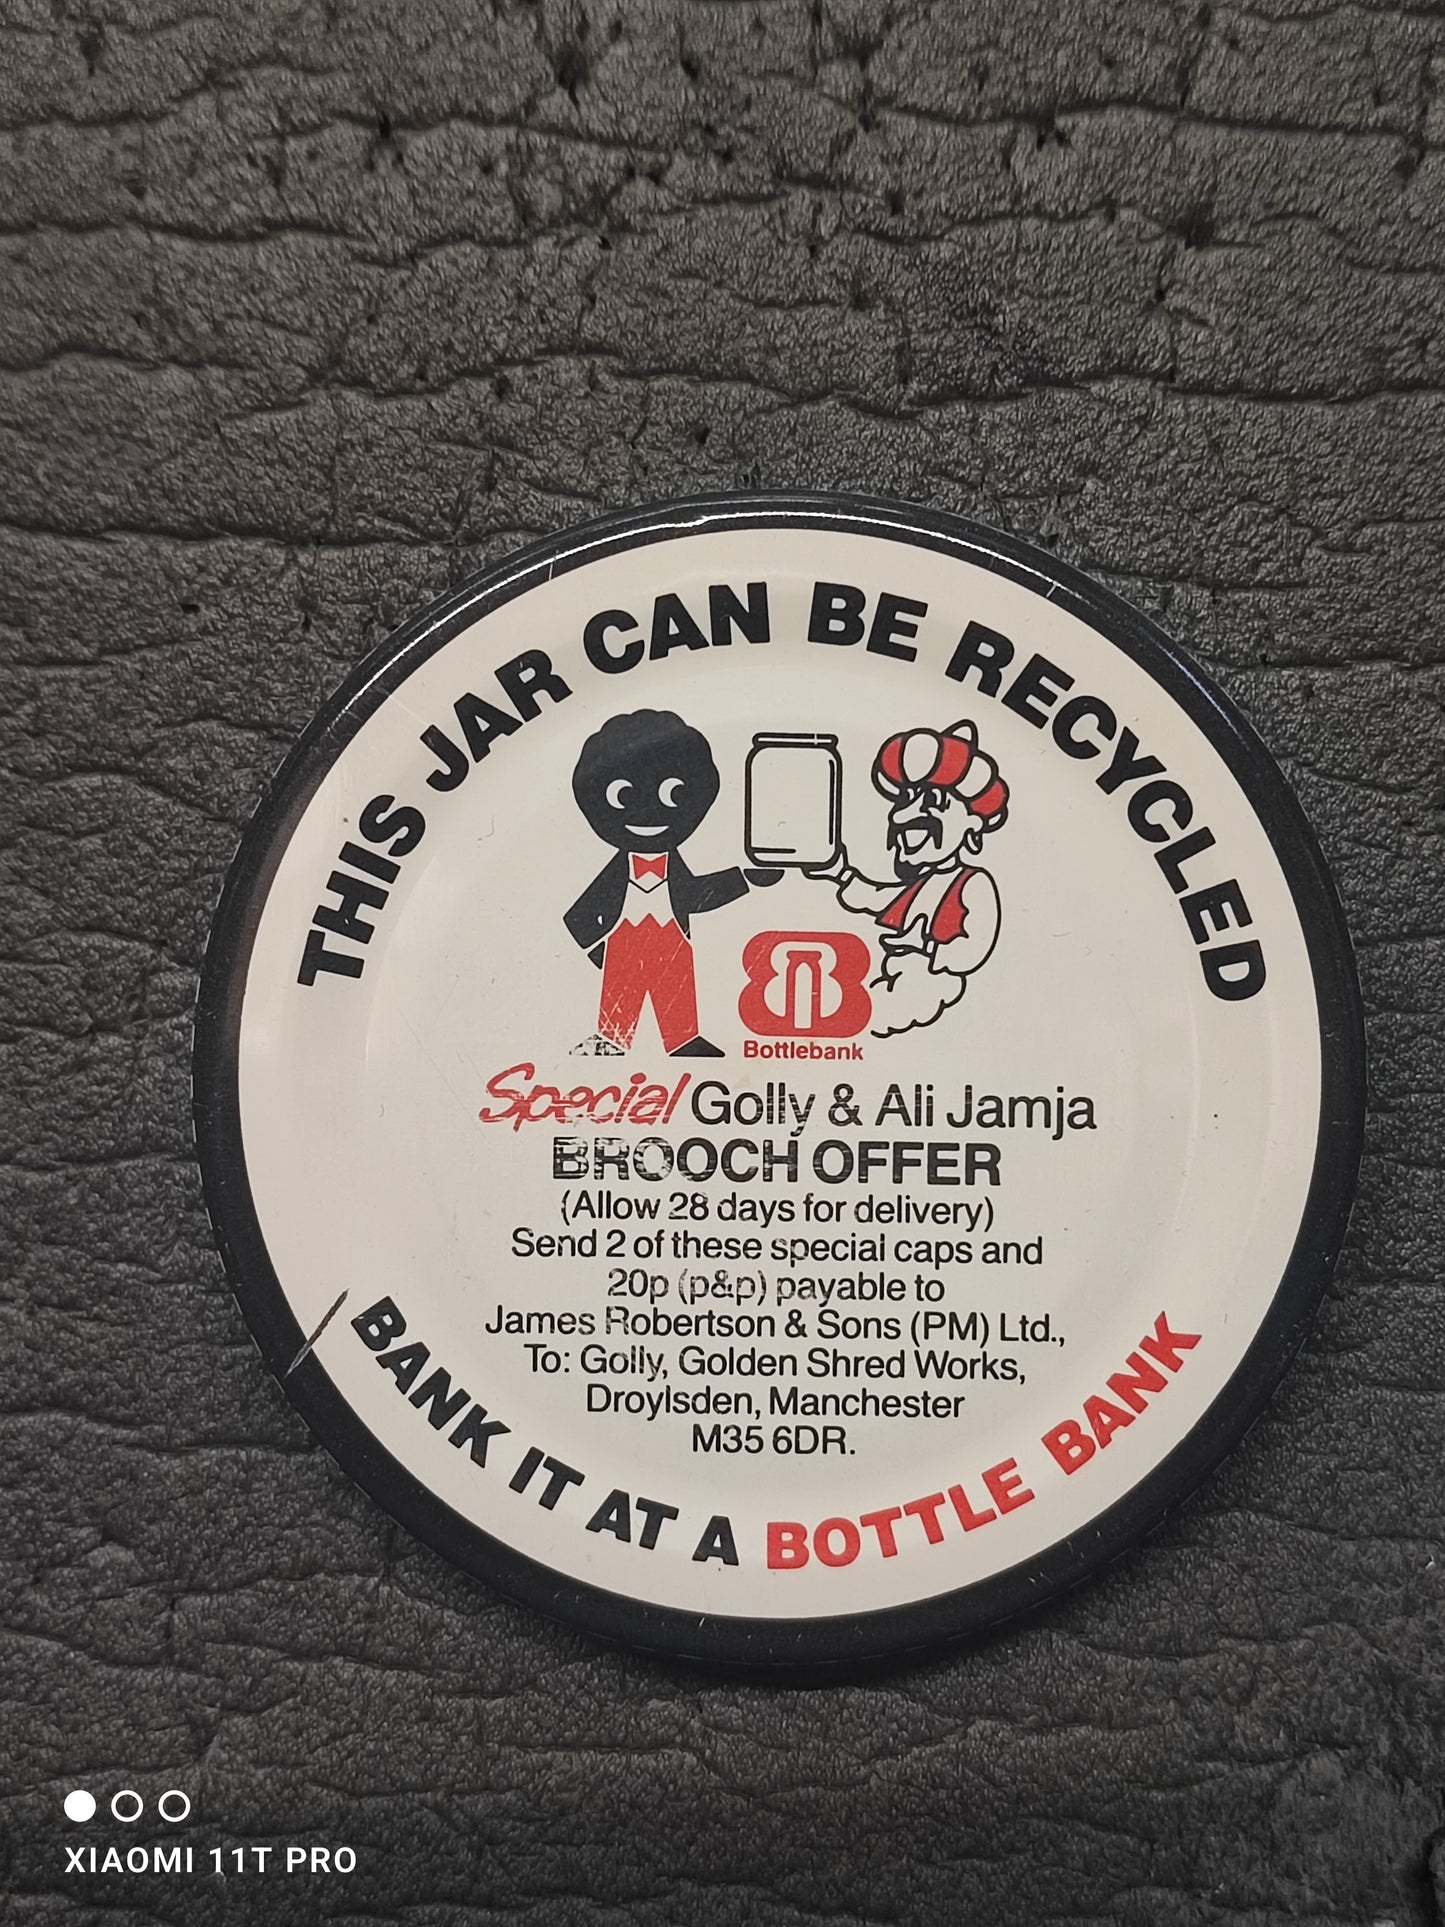 THIS JAR CAN BE RECYCLED
Bottlebank
Special Golly & Ali Jamja
BROOCH OFFER
(Allow 28 days for delivery)
Send 2 of these special caps and
20p (p&p) payable to
James Robertson & Sons (PM) Ltd.,
To: Golly, Golden Shred Works,
Droylsden, Manchester
M35 6DR.
BANK IT AT A BOTTLE BANK
XIAOMI 11T PRO